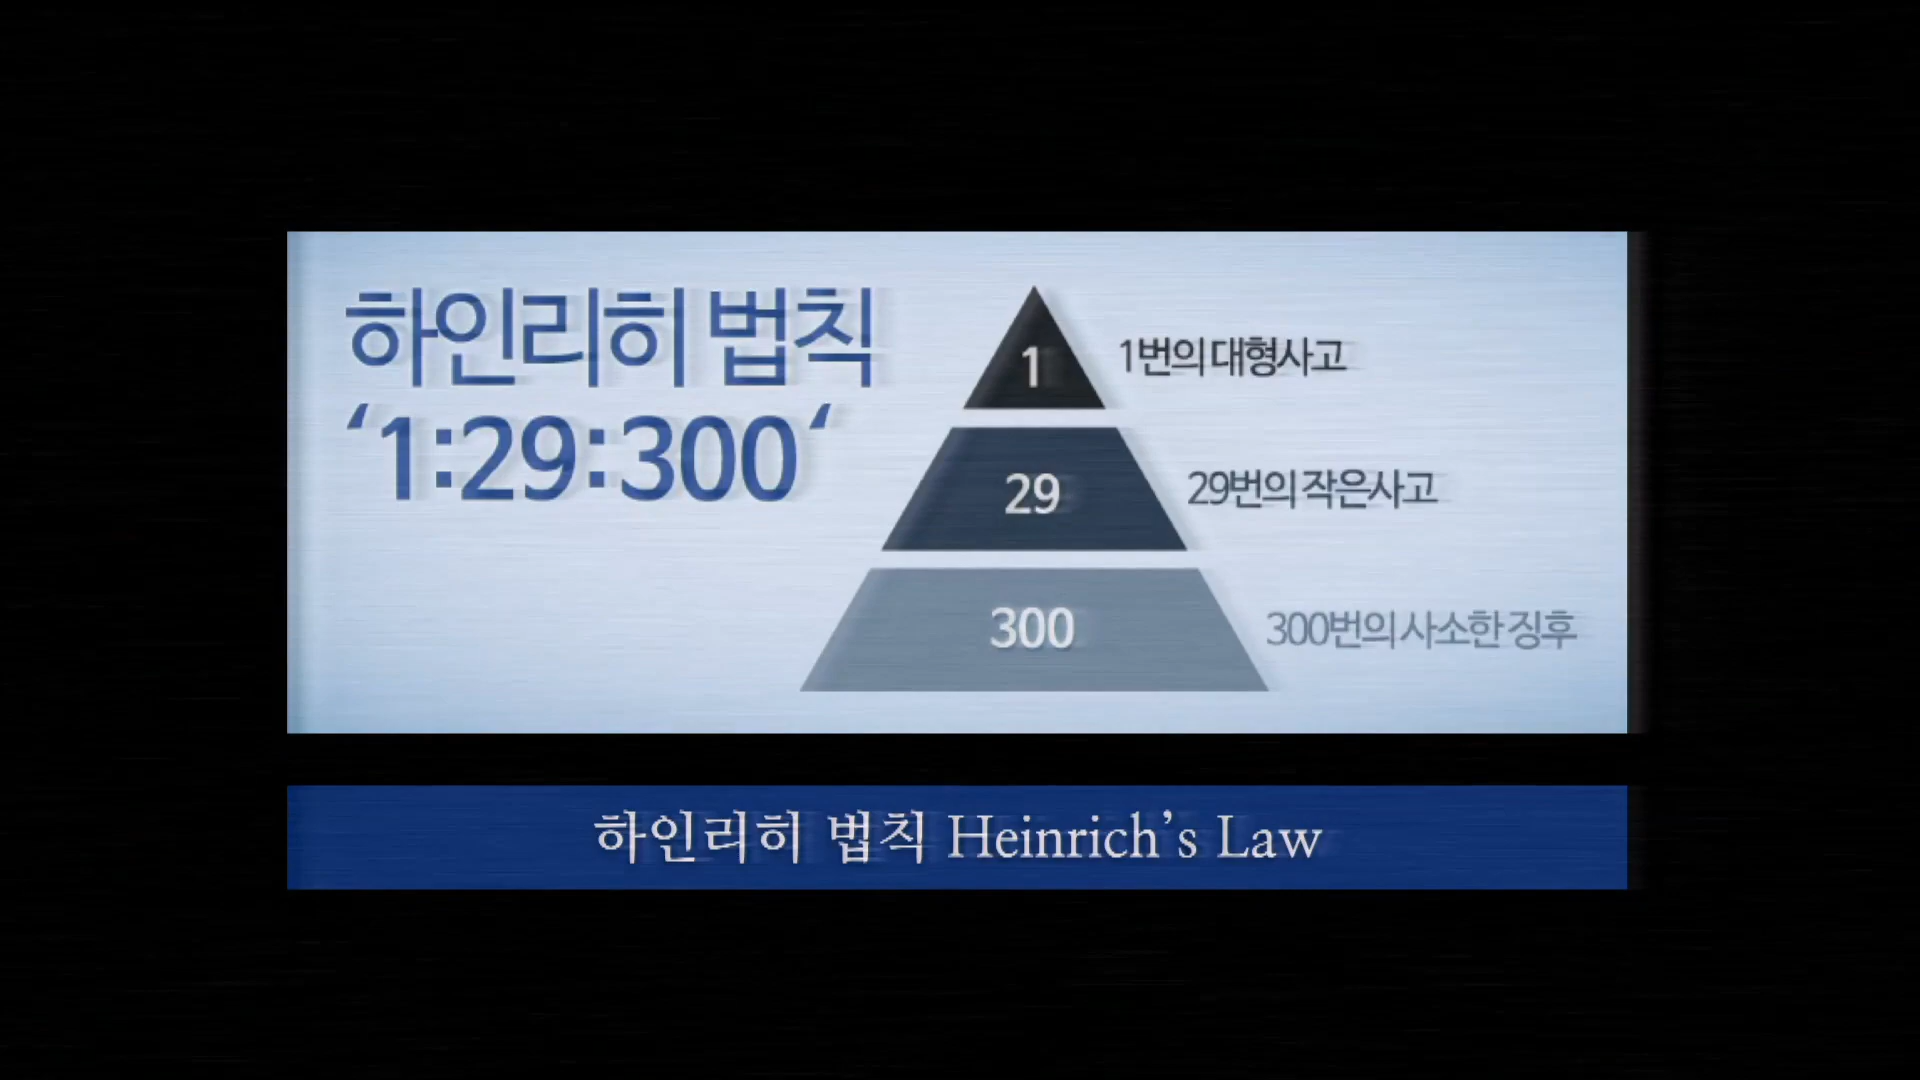 하인리히 법칙
‘1:29:300‘
1
1번의 대형사고
29
29번의 작은사고
300
300번의 사소한 징후
하인리히 법칙 Heinrich’s Law